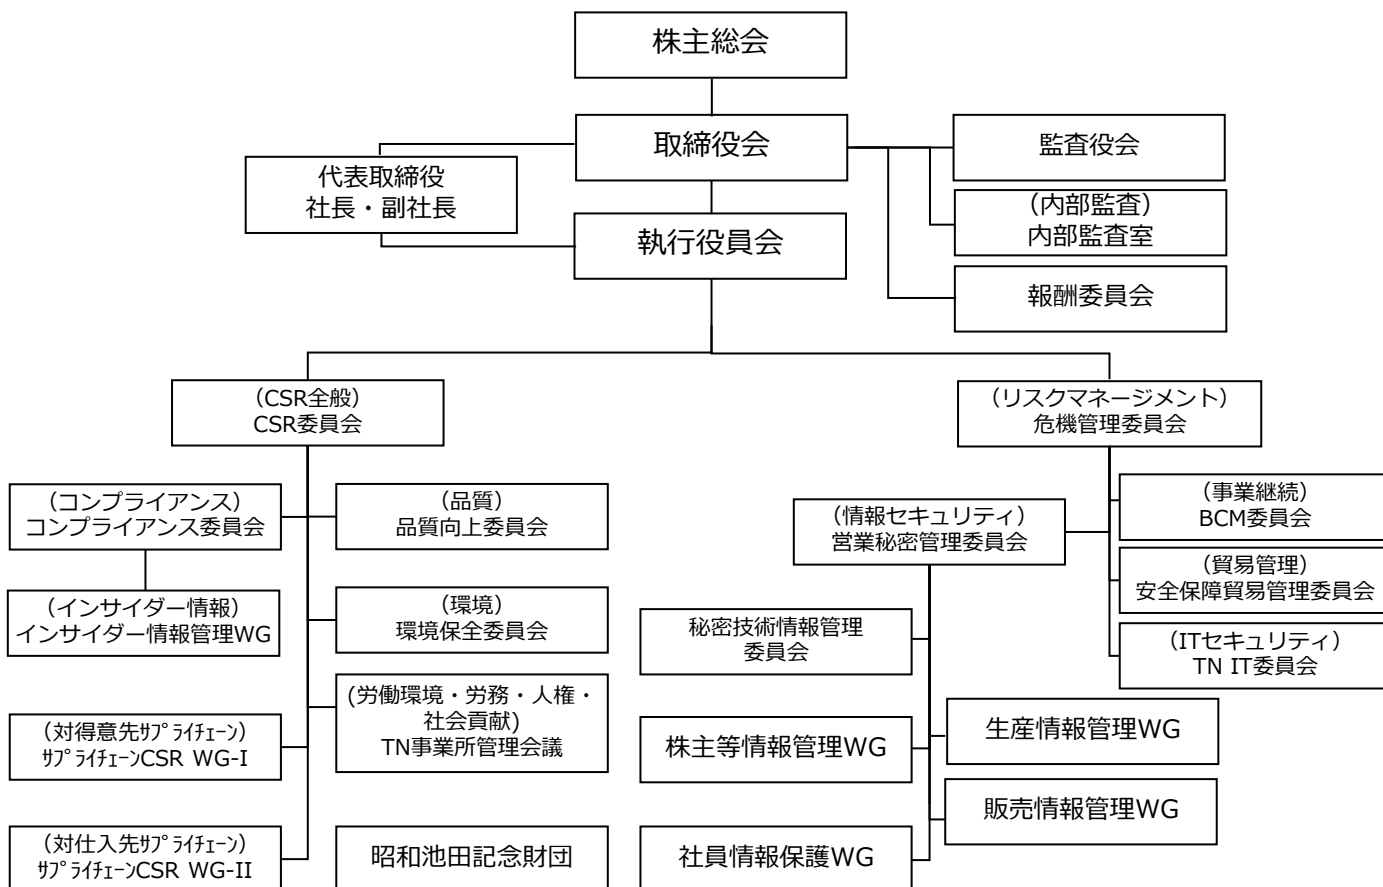 株主総会
取締役会
監査役会
代表取締役
社長・副社長
（内部監査）
内部監査室
執行役員会
報酬委員会
（CSR全般）
CSR委員会
（リスクマネージメント）
危機管理委員会
（コンプライアンス）
コンプライアンス委員会
（品質）
品質向上委員会
（情報セキュリティ）
営業秘密管理委員会
（事業継続）
BCM委員会
（貿易管理）
安全保障貿易管理委員会
（インサイダー情報）
インサイダー情報管理WG
（環境）
環境保全委員会
秘密技術情報管理
委員会
（ITセキュリティ）
TN IT委員会
(労働環境・労務・人権・
社会貢献)
TN事業所管理会議
（対得意先ｻﾌﾟﾗｲﾁｪｰﾝ）
ｻﾌﾟﾗｲﾁｪｰﾝCSR WG-I
株主等情報管理WG
生産情報管理WG
販売情報管理WG
（対仕入先ｻﾌﾟﾗｲﾁｪｰﾝ）
ｻﾌﾟﾗｲﾁｪｰﾝCSR WG-II
昭和池田記念財団
社員情報保護WG